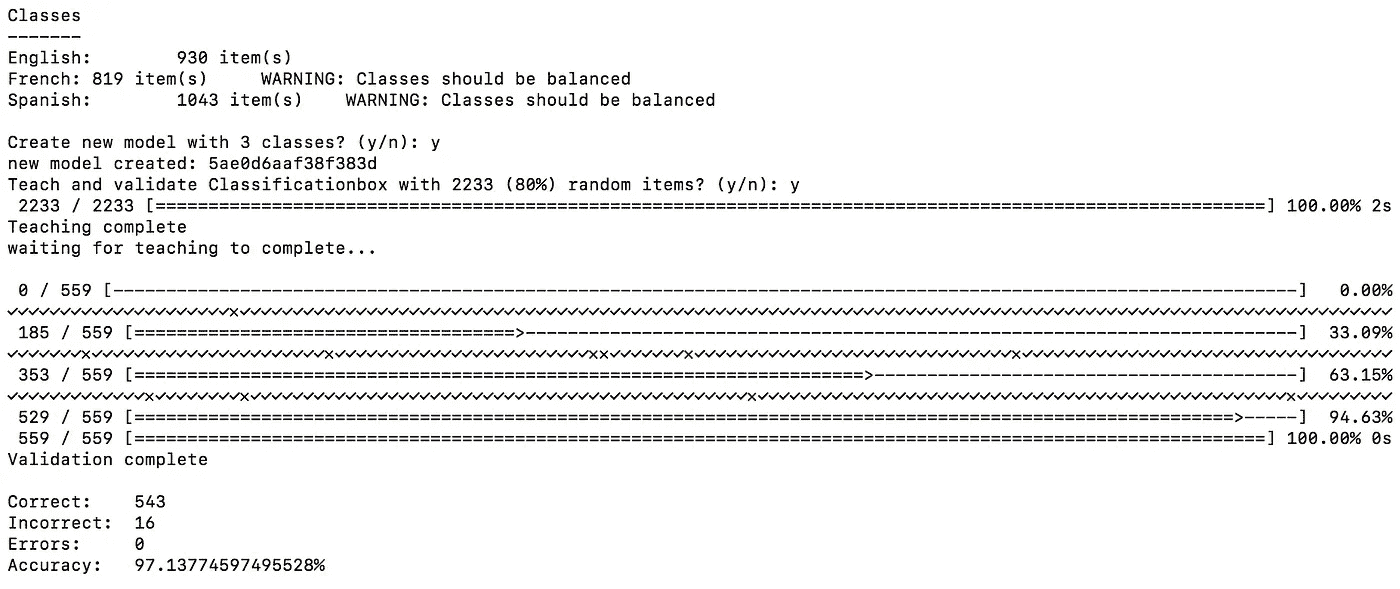 Classes
-------
English:        930 item(s)
French: 819 item(s)     WARNING: Classes should be balanced
Spanish:        1043 item(s)    WARNING: Classes should be balanced
Create new model with 3 classes? (y/n): y
new model created: 5ae0d6aaf38f383d
Teach and validate Classificationbox with 2233 (80%) random items? (y/n): y
2233 / 2233 [=========================================================================================================] 100.00% 2s
Teaching complete
waiting for teaching to complete...
0 / 559 [----------------------------------------------------------------------------------------------------------------] 0.00%
✓✓✓✓✓✓✓✓✓✓✓✓✓✓✓✓✓✓✓✓✓x✓✓✓✓✓✓✓✓✓✓✓✓✓✓✓✓✓✓✓✓✓✓✓✓✓✓✓✓✓✓✓✓✓✓✓✓✓✓✓✓✓✓✓✓✓✓✓✓✓✓✓✓✓✓✓✓✓✓✓✓✓✓✓✓✓✓✓✓✓✓✓✓✓✓✓✓✓✓✓✓✓✓✓✓✓✓✓✓✓✓✓✓✓✓✓✓✓✓✓✓✓✓✓✓✓✓✓✓✓✓
185 / 559 [====================================>-------------------------------------------------------------------------] 33.09%
✓✓✓✓✓✓✓x✓✓✓✓✓✓✓✓✓✓✓✓✓✓✓✓✓✓✓✓✓✓x✓✓✓✓✓✓✓✓✓✓✓✓✓✓✓✓✓✓✓✓✓✓✓✓xx✓✓✓✓✓✓✓x✓✓✓✓✓✓✓✓✓✓✓✓✓✓✓✓✓✓✓✓✓✓✓✓✓✓✓✓✓✓x✓✓✓✓✓✓✓✓✓✓✓✓✓✓✓✓✓✓✓✓✓✓✓✓✓✓✓✓✓✓✓✓✓✓✓
353 / 559 [=====================================================================>----------------------------------------] 63.15%
✓✓✓✓✓✓✓✓✓✓✓✓✓x✓✓✓✓✓✓✓✓x✓✓✓✓✓✓✓✓✓✓✓✓✓✓✓✓✓✓✓✓✓✓✓✓✓✓✓✓✓✓✓✓✓✓✓✓✓✓✓✓✓✓✓✓✓✓✓x✓✓✓✓✓✓✓✓✓✓✓✓✓✓✓✓✓✓✓✓✓✓✓✓✓✓✓✓✓✓✓✓✓✓✓✓✓✓✓✓✓✓✓✓✓✓✓✓✓✓x✓✓✓✓✓✓✓✓✓
529 / 559 [========================================================================================================>-----] 94.63%
559 / 559 [===========================================================================================================] 100.00% 0s
Validation complete
Correct:    543
Incorrect:  16
Errors:     0
Accuracy:   97.13774597495528%